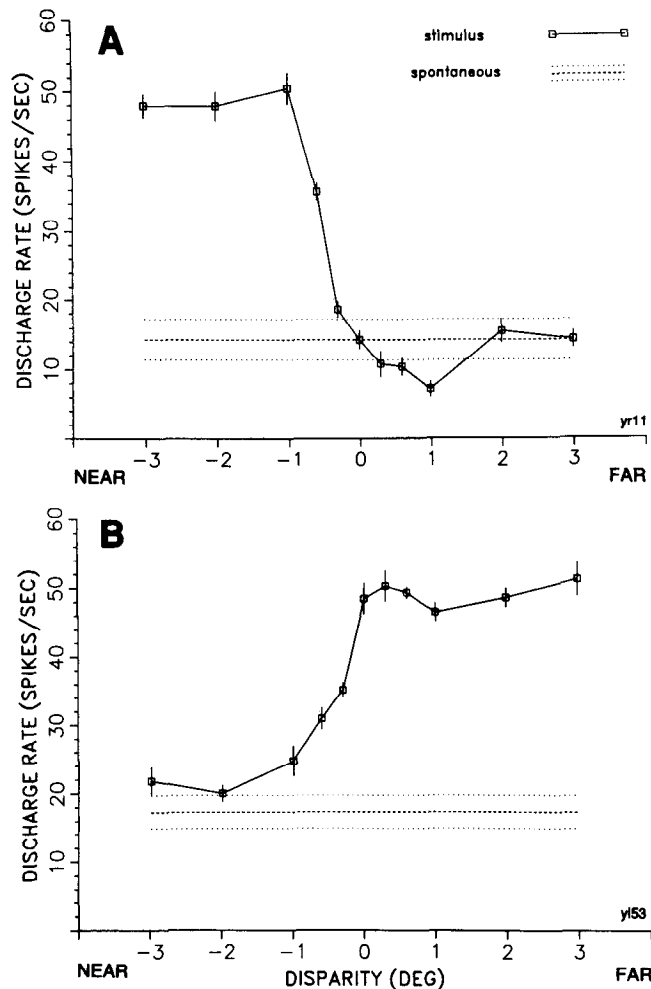 A
stimulus
spontaneous
DISCHARGE RATE (SPIKES/SEC)
60
50
40
30
20
10
-3 -2 -1 0 1 2 3
NEAR FAR
yr11
B
DISCHARGE RATE (SPIKES/SEC)
60
50
40
30
20
10
-3 -2 -1 0 1 2 3
NEAR DISPARITY (DEG) FAR
yl53